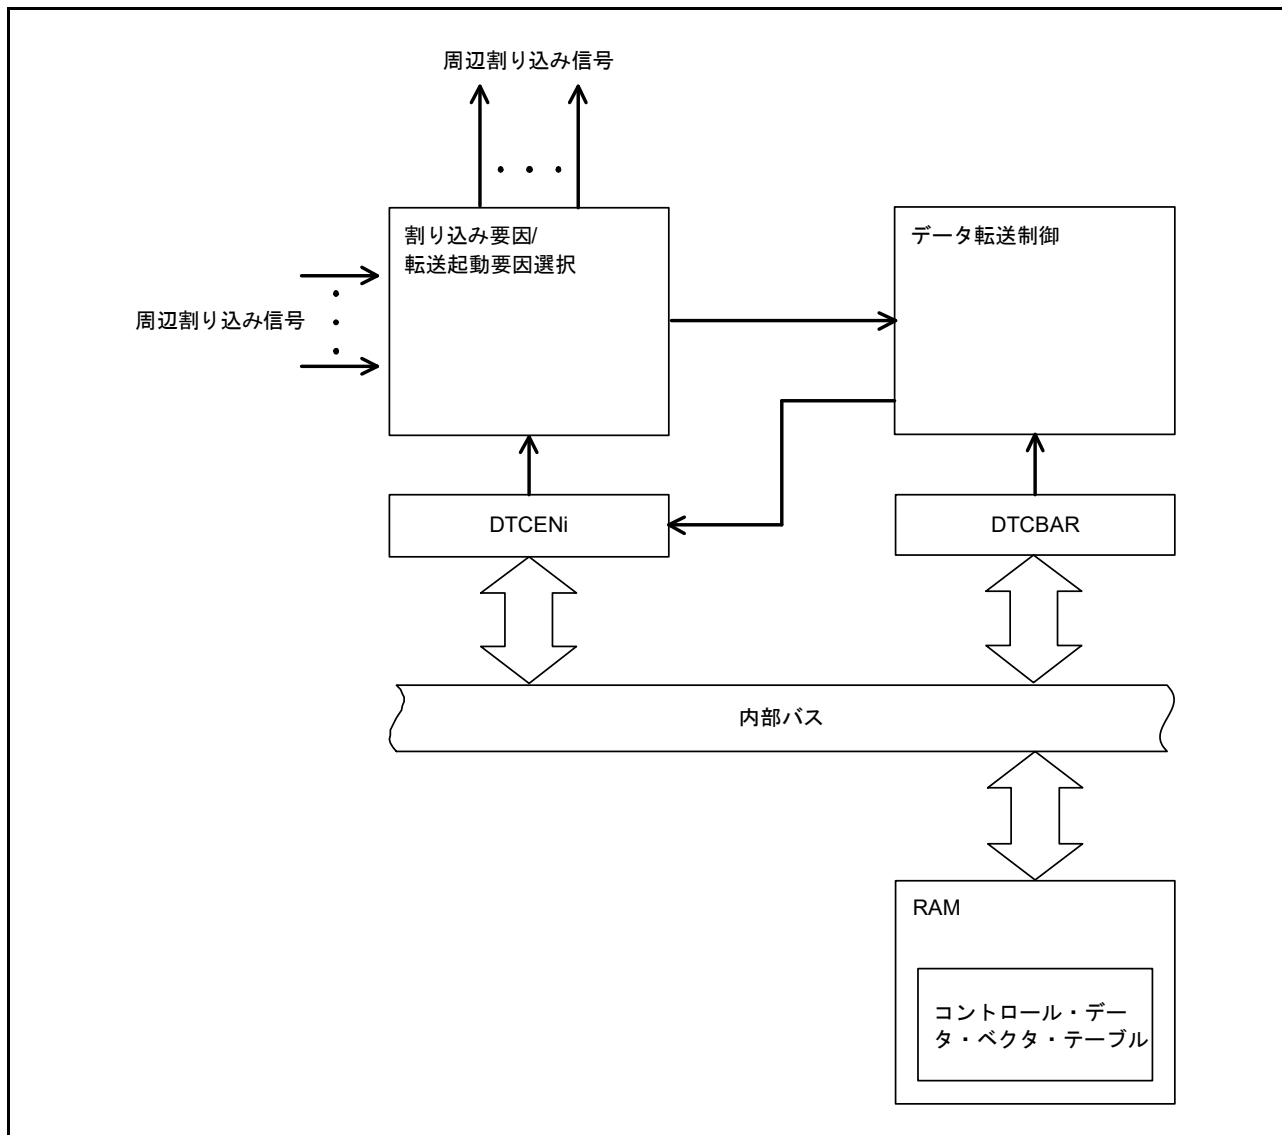 周辺割り込み信号
割り込み要因/
転送起動要因選択
データ転送制御
周辺割り込み信号
DTCENi
DTCBAR
内部バス
RAM
コントロール・デー
タ・ベクタ・テーブル